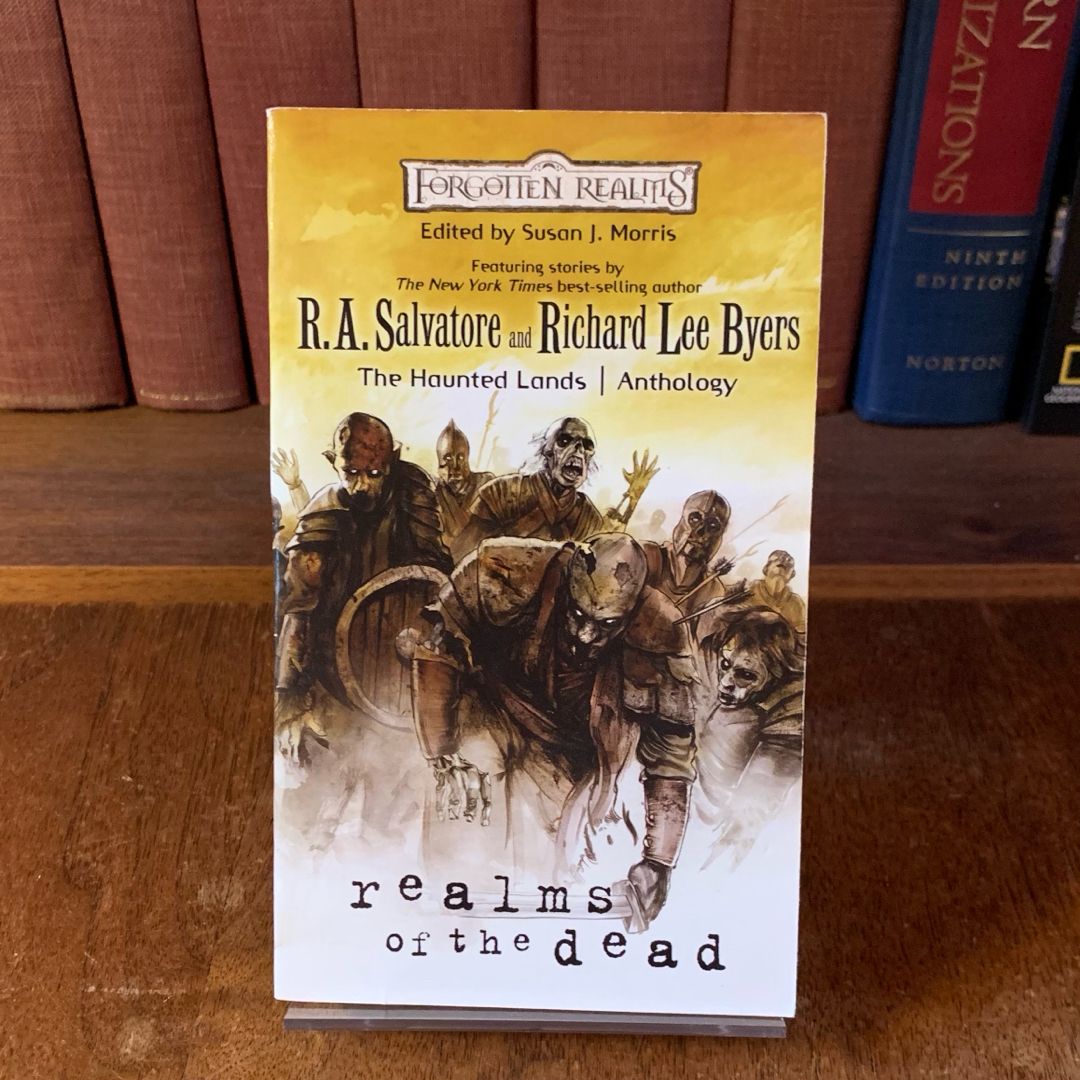 FORGOTTEN REALMS®
Edited by Susan J. Morris
Featuring stories by
The New York Times best-selling author
R.A. Salvatore and Richard Lee Byers
The Haunted Lands | Anthology
realms
of the dead
RN
IZATIONS
NINTH
EDITION
NORTON